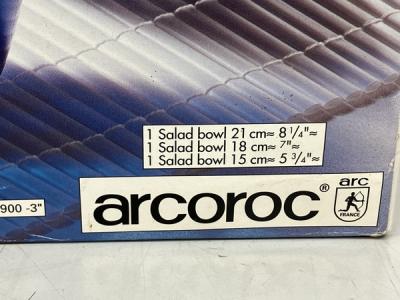 1 Salad bowl 21 cm≈ 8 1/4"≈
1 Salad bowl 18 cm≈ 7"≈
1 Salad bowl 15 cm≈ 5 3/4"≈
900 -3"
arcoroc®
arc
FRANCE